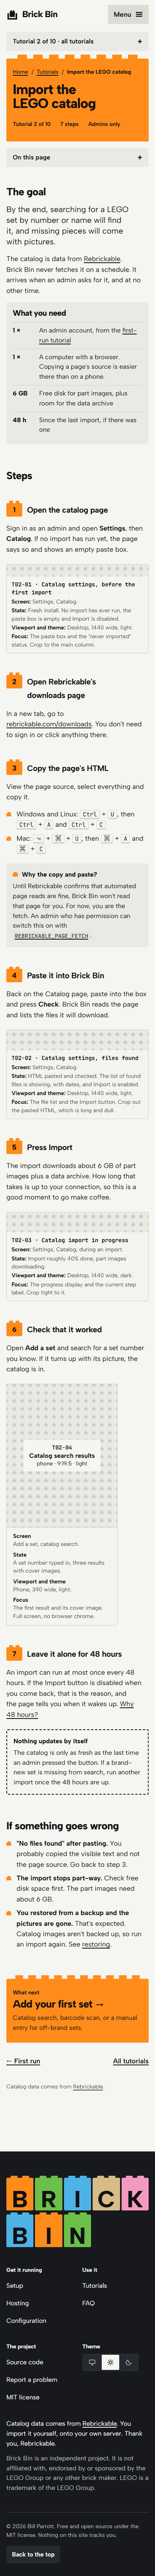 Brick Bin
Menu
Tutorial 2 of 10 · all tutorials
Home / Tutorials / Import the LEGO catalog
Import the
LEGO catalog
Tutorial 2 of 10 7 steps Admins only
On this page
The goal
By the end, searching for a LEGO
set by number or name will find
it, and missing pieces will come
with pictures.
The catalog is data from Rebrickable.
Brick Bin never fetches it on a schedule. It
arrives when an admin asks for it, and at no
other time.
What you need
1 × An admin account, from the first-
run tutorial
1 × A computer with a browser.
Copying a page's source is easier
there than on a phone.
6 GB Free disk for part images, plus
room for the data archive
48 h Since the last import, if there was
one
Steps
1 Open the catalog page
Sign in as an admin and open Settings, then
Catalog. If no import has run yet, the page
says so and shows an empty paste box.
T02-01 · Catalog settings, before the
first import
Screen: Settings, Catalog.
State: Fresh install. No import has ever run, the
paste box is empty and Import is disabled.
Viewport and theme: Desktop, 1440 wide, light.
Focus: The paste box and the "never imported"
status. Crop to the main column.
2 Open Rebrickable's
downloads page
In a new tab, go to
rebrickable.com/downloads. You don't need
to sign in or click anything there.
3 Copy the page's HTML
View the page source, select everything and
copy it.
Windows and Linux: Ctrl + U, then
Ctrl + A and Ctrl + C
Mac: ⌥ + ⌘ + U, then ⌘ + A and
⌘ + C
Why the copy and paste?
Until Rebrickable confirms that automated
page reads are fine, Brick Bin won't read
that page for you. For now, you are the
fetch. An admin who has permission can
switch this on with
REBRICKABLE_PAGE_FETCH.
4 Paste it into Brick Bin
Back on the Catalog page, paste into the box
and press Check. Brick Bin reads the page
and lists the files it will download.
T02-02 · Catalog settings, files found
Screen: Settings, Catalog.
State: HTML pasted and checked. The list of found
files is showing, with dates, and Import is enabled.
Viewport and theme: Desktop, 1440 wide, light.
Focus: The file list and the Import button. Crop out
the pasted HTML, which is long and dull.
5 Press Import
The import downloads about 6 GB of part
images plus a data archive. How long that
takes is up to your connection, so this is a
good moment to go make coffee.
T02-03 · Catalog import in progress
Screen: Settings, Catalog, during an import.
State: Import roughly 40% done, part images
downloading.
Viewport and theme: Desktop, 1440 wide, dark.
Focus: The progress display and the current step
label. Crop tight to it.
6 Check that it worked
Open Add a set and search for a set number
you know. If it turns up with its picture, the
catalog is in.
T02-04
Catalog search results
phone · 9:19.5 · light
Screen
Add a set, catalog search.
State
A set number typed in, three results
with cover images.
Viewport and theme
Phone, 390 wide, light.
Focus
The first result and its cover image.
Full screen, no browser chrome.
7 Leave it alone for 48 hours
An import can run at most once every 48
hours. If the Import button is disabled when
you come back, that is the reason, and
the page tells you when it wakes up. Why
48 hours?
Nothing updates by itself
The catalog is only as fresh as the last time
an admin pressed the button. If a brand-
new set is missing from search, run another
import once the 48 hours are up.
If something goes wrong
"No files found" after pasting. You
probably copied the visible text and not
the page source. Go back to step 3.
The import stops part-way. Check free
disk space first. The part images need
about 6 GB.
You restored from a backup and the
pictures are gone. That's expected.
Catalog images aren't backed up, so run
an import again. See restoring.
What next
Add your first set →
Catalog search, barcode scan, or a manual
entry for off-brand sets.
← First run All tutorials
Catalog data comes from Rebrickable.
BRICK
BIN
Get it running
Setup
Hosting
Configuration
Use it
Tutorials
FAQ
The project
Source code
Report a problem
MIT license
Theme
Catalog data comes from Rebrickable. You
import it yourself, onto your own server. Thank
you, Rebrickable.
Brick Bin is an independent project. It is not
affiliated with, endorsed by or sponsored by the
LEGO Group or any other brick maker. LEGO is a
trademark of the LEGO Group.
© 2026 Bill Parrott. Free and open source under the
MIT license. Nothing on this site tracks you.
Back to the top